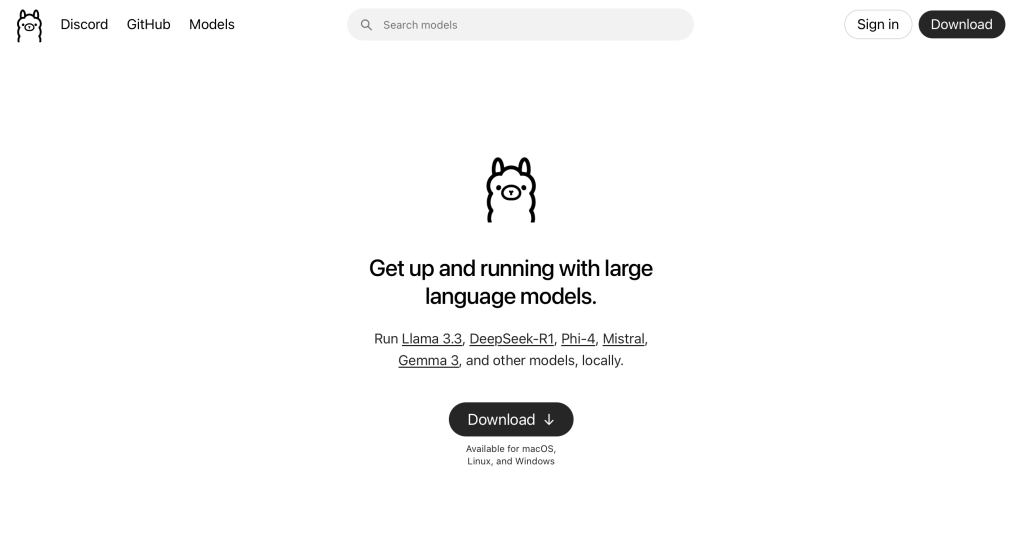 Discord GitHub Models Search models Sign in Download
Get up and running with large
language models.
Run Llama 3.3, DeepSeek-R1, Phi-4, Mistral,
Gemma 3, and other models, locally.
Download ↓
Available for macOS,
Linux, and Windows